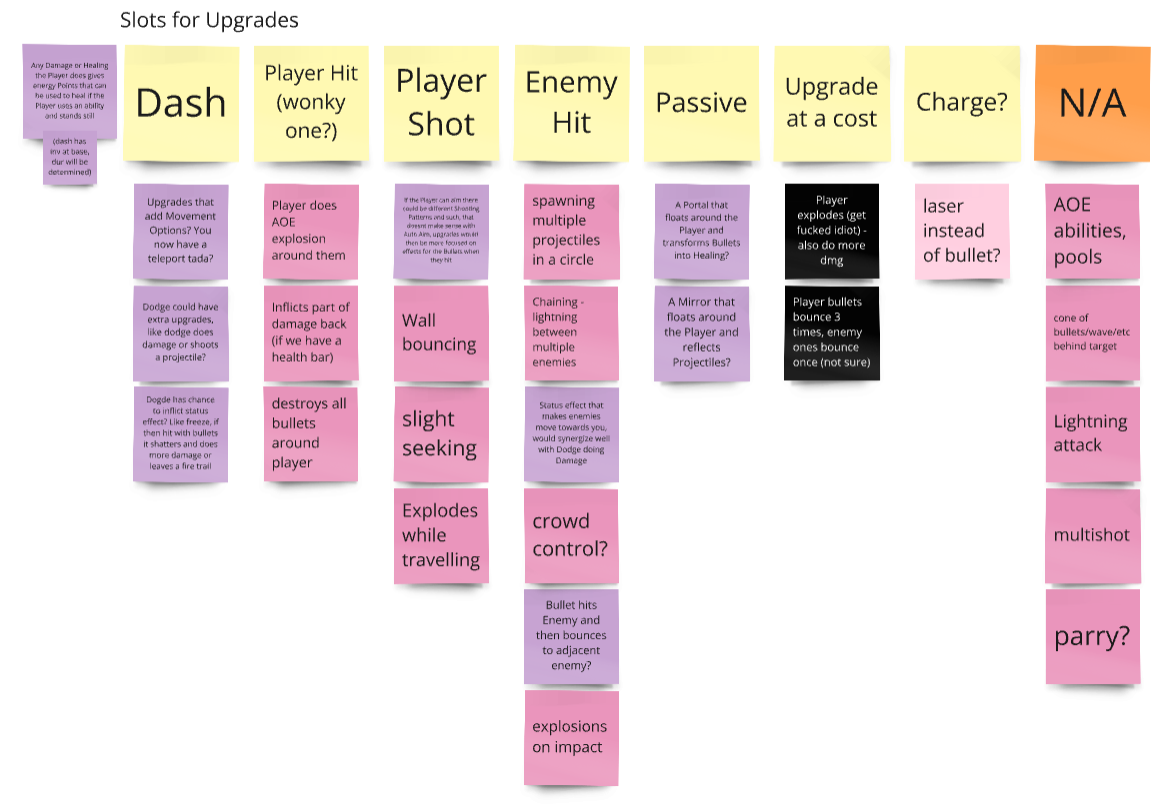 Slots for Upgrades
Any Damage or Healing
the Player does gives
energy Points that can
be used to heal if the
Player uses an ability
and stands still
(dash has
inv at base,
dur will be
determined)
Dash
Upgrades that
add Movement
Options? You
now have a
teleport tada?
Dodge could have
extra upgrades,
like dodge does
damage or shoots
a projectile?
Dogde has chance
to inflict status
effect? Like freeze, if
then hit with bullets
it shatters and does
more damage or
leaves a fire trail
Player Hit
(wonky
one?)
Player does
AOE
explosion
around them
Inflicts part of
damage back
(if we have a
health bar)
destroys all
bullets
around
player
Player
Shot
If the Player can aim there
could be different Shooting
Patterns and such, that
doesnt make sense with
Auto Aim, upgrades would
then be more focused on
effects for the Bullets when
they hit
Wall
bouncing
slight
seeking
Explodes
while
travelling
Enemy
Hit
spawning
multiple
projectiles
in a circle
Chaining -
lightning
between
multiple
enemies
Status effect that
makes enemies
move towards you,
would synergize well
with Dodge doing
Damage
crowd
control?
Bullet hits
Enemy and
then bounces
to adjacent
enemy?
explosions
on impact
Passive
A Portal that
floats around the
Player and
transforms Bullets
into Healing?
A Mirror that
floats around
the Player and
reflects
Projectiles?
Upgrade
at a cost
Player
explodes (get
fucked idiot) -
also do more
dmg
Player bullets
bounce 3
times, enemy
ones bounce
once (not sure)
Charge?
laser
instead
of bullet?
N/A
AOE
abilities,
pools
cone of
bullets/wave/etc
behind target
Lightning
attack
multishot
parry?